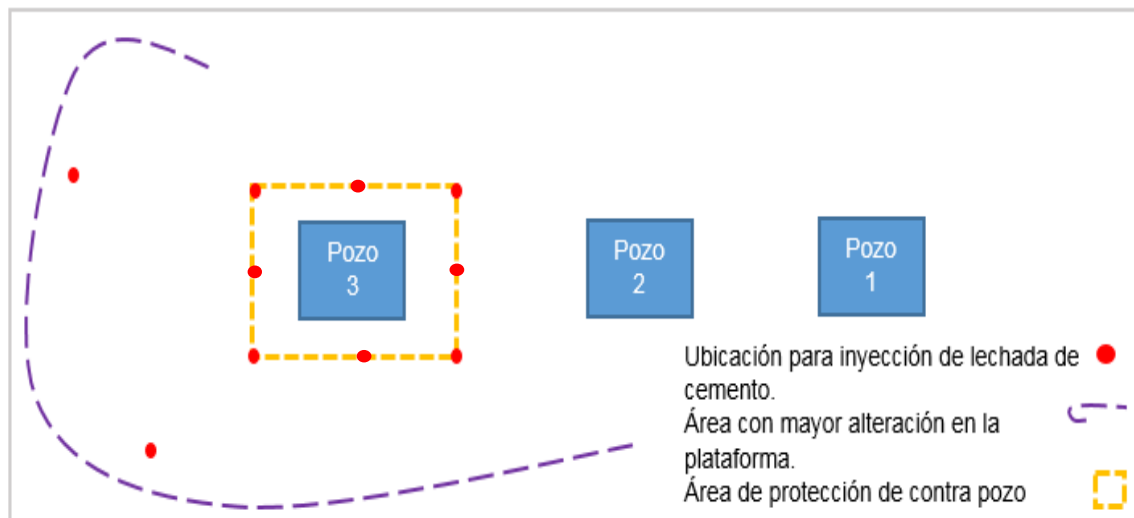 Pozo
3
Pozo
2
Pozo
1
Ubicación para inyección de lechada de
cemento.
Área con mayor alteración en la
plataforma.
Área de protección de contra pozo